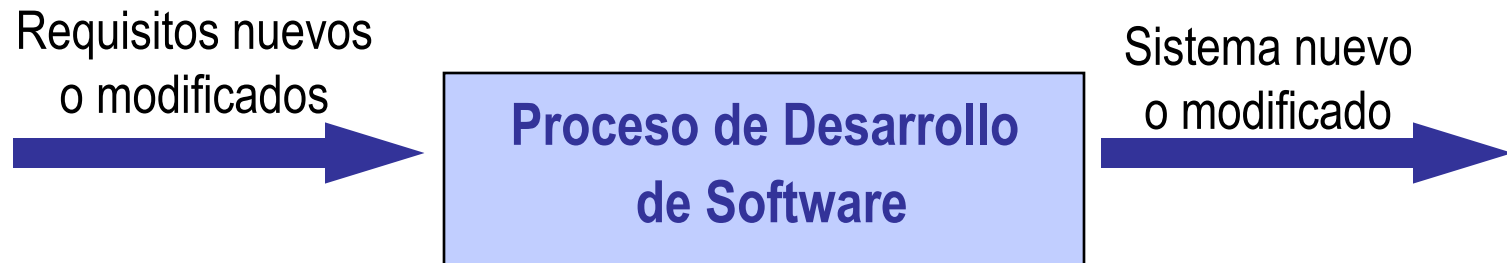 Requisitos nuevos
o modificados
Proceso de Desarrollo
de Software
Sistema nuevo
o modificado